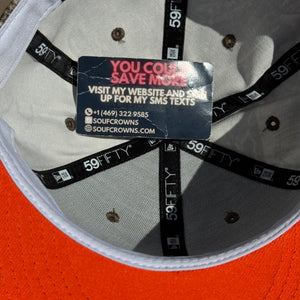 YOU COULD
SAVE MORE
VISIT MY WEBSITE AND SIGN
UP FOR MY SMS TEXTS
+1 (469) 322 9585
SOUFCROWNS
SOUFCROWNS.COM
59FIFTY
59FIFTY
59FIFTY
59FIFTY
59FIFTY
59FIFTY